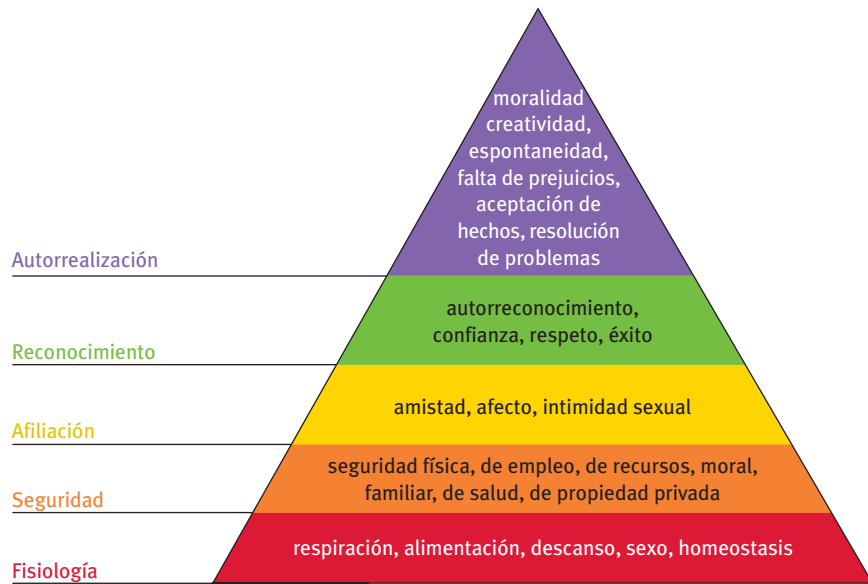 moralidad
creatividad,
espontaneidad,
falta de prejuicios,
aceptación de
hechos, resolución
de problemas
Autorrealización
autorreconocimiento,
confianza, respeto, éxito
Reconocimiento
amistad, afecto, intimidad sexual
Afiliación
seguridad física, de empleo, de recursos, moral,
familiar, de salud, de propiedad privada
Seguridad
respiración, alimentación, descanso, sexo, homeostasis
Fisiología